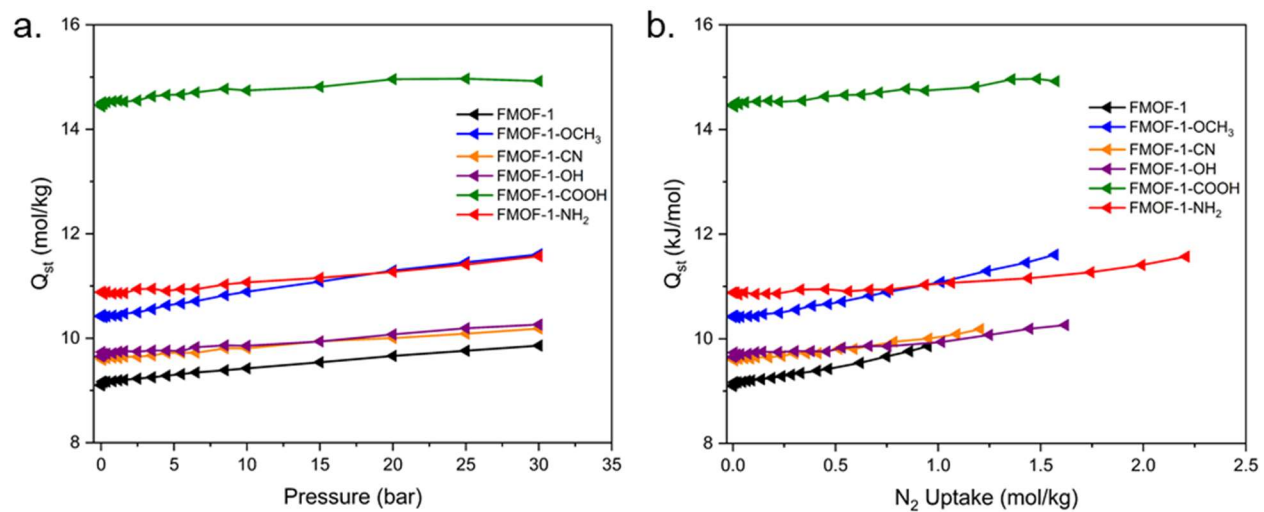 a.
Q_st (mol/kg)
16
14
12
10
8
FMOF-1
FMOF-1-OCH₃
FMOF-1-CN
FMOF-1-OH
FMOF-1-COOH
FMOF-1-NH₂
0 5 10 15 20 25 30 35
Pressure (bar)
b.
Q_st (kJ/mol)
16
14
12
10
8
FMOF-1
FMOF-1-OCH₃
FMOF-1-CN
FMOF-1-OH
FMOF-1-COOH
FMOF-1-NH₂
0.0 0.5 1.0 1.5 2.0 2.5
N₂ Uptake (mol/kg)